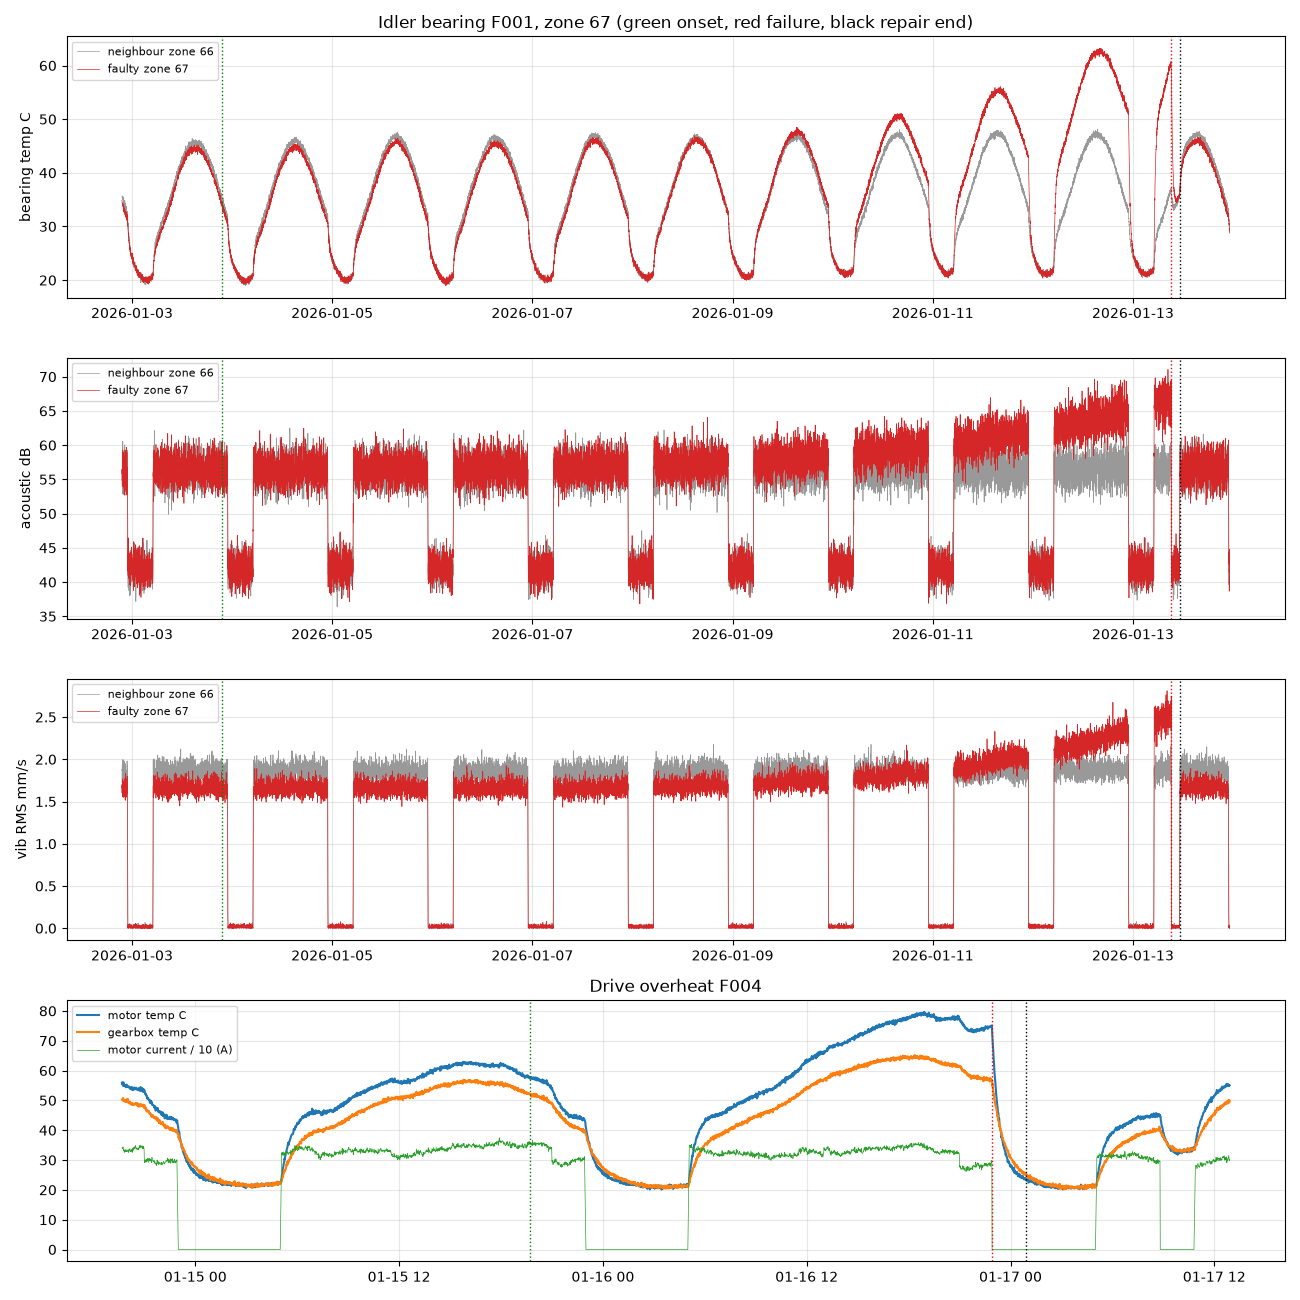 Idler bearing F001, zone 67 (green onset, red failure, black repair end)
neighbour zone 66
faulty zone 67
bearing temp C
60
50
40
30
20
2026-01-03 2026-01-05 2026-01-07 2026-01-09 2026-01-11 2026-01-13
neighbour zone 66
faulty zone 67
acoustic dB
70
65
60
55
50
45
40
35
2026-01-03 2026-01-05 2026-01-07 2026-01-09 2026-01-11 2026-01-13
neighbour zone 66
faulty zone 67
vib RMS mm/s
2.5
2.0
1.5
1.0
0.5
0.0
2026-01-03 2026-01-05 2026-01-07 2026-01-09 2026-01-11 2026-01-13
Drive overheat F004
motor temp C
gearbox temp C
motor current / 10 (A)
80
70
60
50
40
30
20
10
0
01-15 00 01-15 12 01-16 00 01-16 12 01-17 00 01-17 12